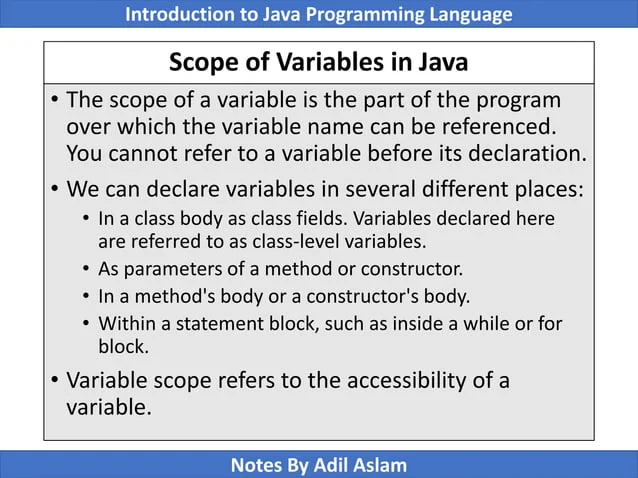 Introduction to Java Programming Language
Scope of Variables in Java
• The scope of a variable is the part of the program
over which the variable name can be referenced.
You cannot refer to a variable before its declaration.
• We can declare variables in several different places:
• In a class body as class fields. Variables declared here
are referred to as class-level variables.
• As parameters of a method or constructor.
• In a method's body or a constructor's body.
• Within a statement block, such as inside a while or for
block.
• Variable scope refers to the accessibility of a
variable.
Notes By Adil Aslam